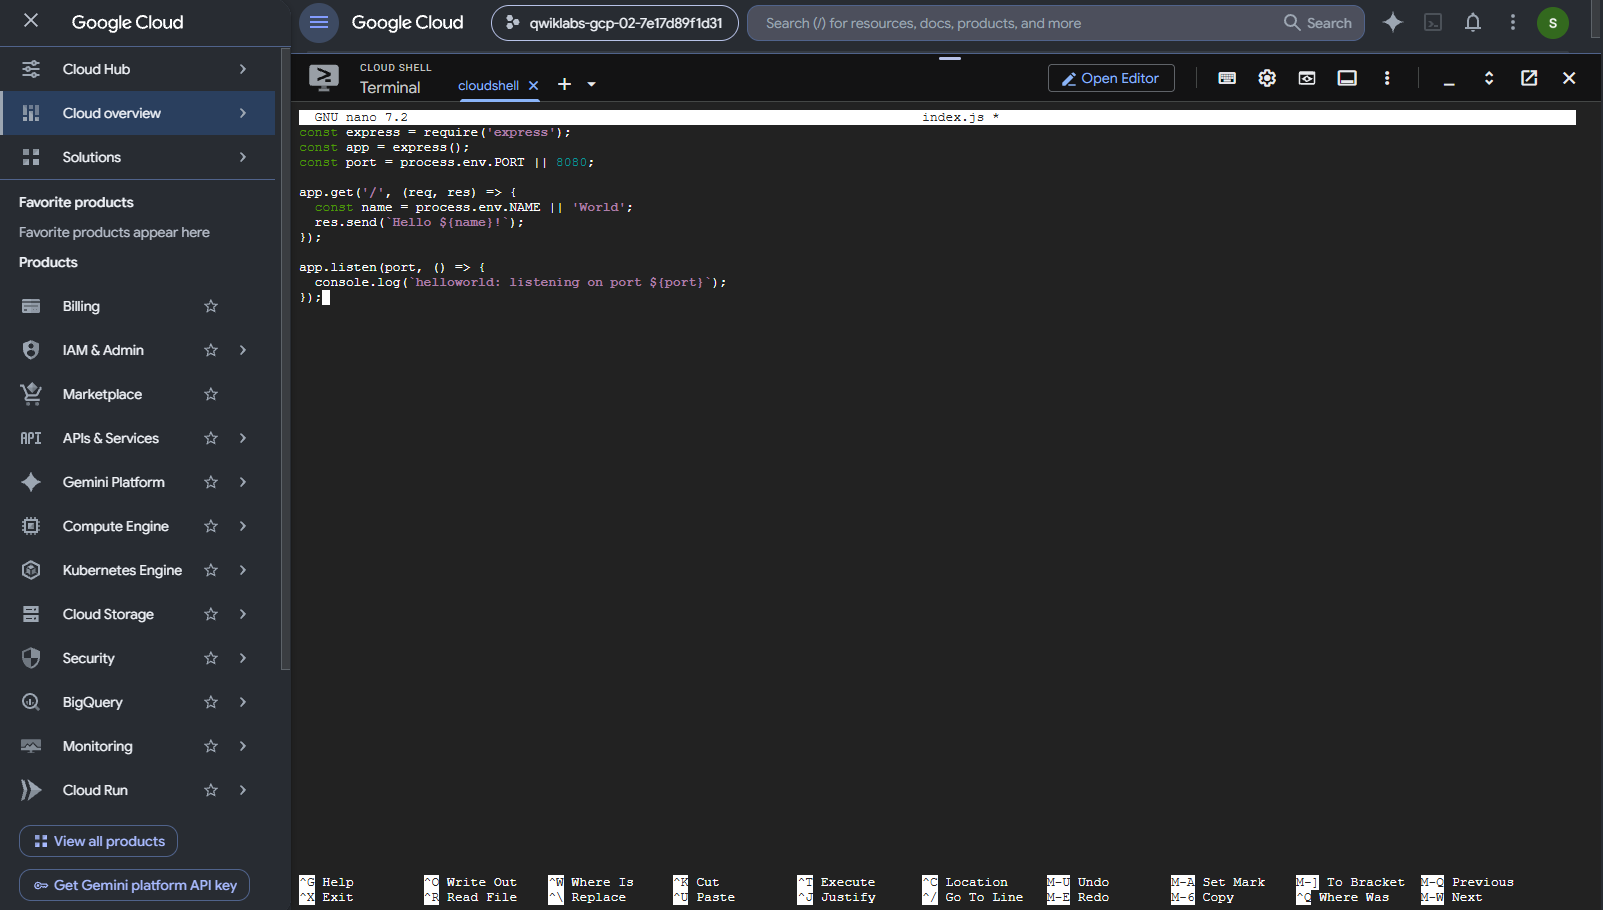 Google Cloud
Cloud Hub
Cloud overview
Solutions
Favorite products
Favorite products appear here
Products
Billing
IAM & Admin
Marketplace
API APIs & Services
Gemini Platform
Compute Engine
Kubernetes Engine
Cloud Storage
Security
BigQuery
Monitoring
Cloud Run
View all products
Get Gemini platform API key
Google Cloud
qwiklabs-gcp-02-7e17d89f1d31
Search (/) for resources, docs, products, and more
Search
S
CLOUD SHELL
Terminal
cloudshell
Open Editor
GNU nano 7.2 index.js *
const express = require('express');
const app = express();
const port = process.env.PORT || 8080;
app.get('/', (req, res) => {
  const name = process.env.NAME || 'World';
  res.send(`Hello ${name}!`);
});
app.listen(port, () => {
  console.log(`helloworld: listening on port ${port}`);
});
^G Help ^O Write Out ^W Where Is ^K Cut ^T Execute ^C Location M-U Undo M-A Set Mark M-] To Bracket M-Q Previous
^X Exit ^R Read File ^\ Replace ^U Paste ^J Justify ^/ Go To Line M-E Redo M-6 Copy ^Q Where Was M-W Next